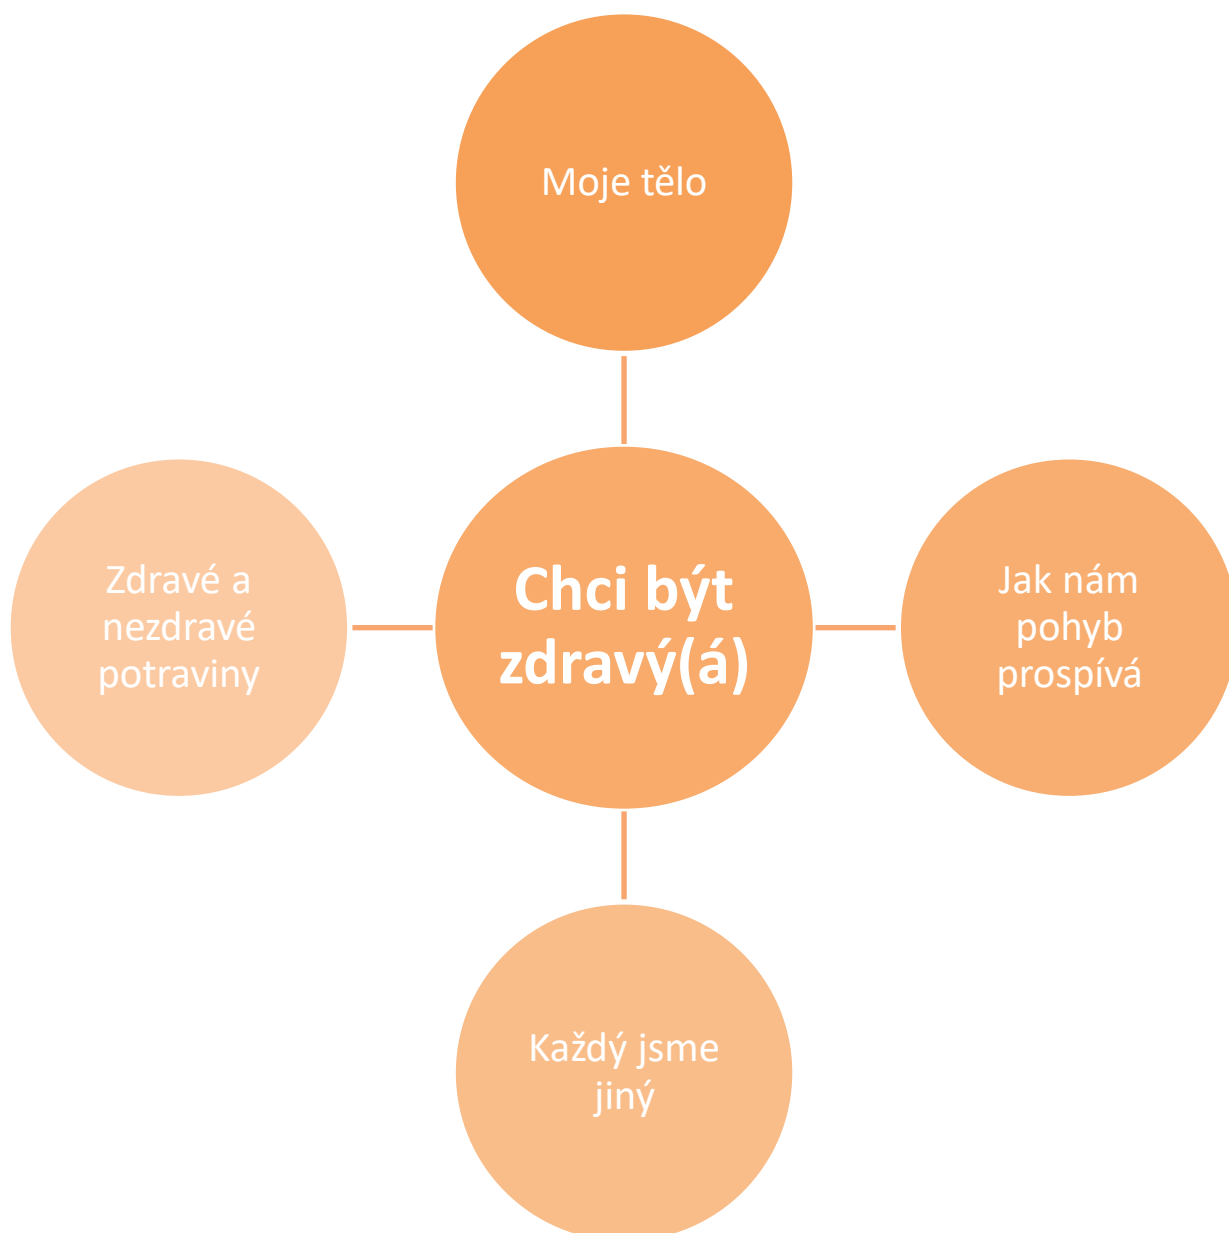 Moje tělo
Zdravé a
nezdravé
potraviny
Chci být
zdravý(á)
Jak nám
pohyb
prospívá
Každý jsme
jiný